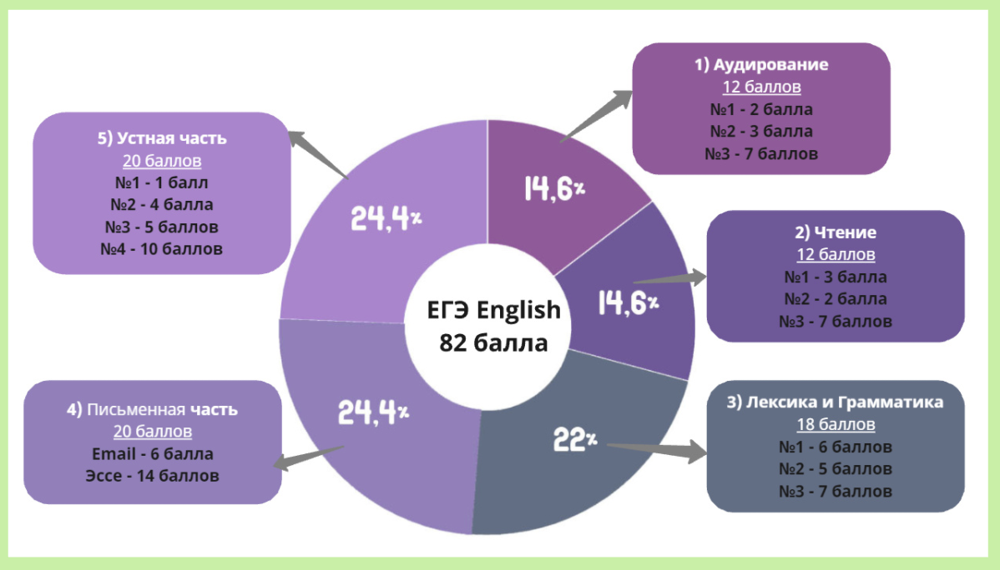 1) Аудирование
12 баллов
№1 - 2 балла
№2 - 3 балла
№3 - 7 баллов
2) Чтение
12 баллов
№1 - 3 балла
№2 - 2 балла
№3 - 7 баллов
3) Лексика и Грамматика
18 баллов
№1 - 6 баллов
№2 - 5 баллов
№3 - 7 баллов
4) Письменная часть
20 баллов
Email - 6 балла
Эссе - 14 баллов
5) Устная часть
20 баллов
№1 - 1 балл
№2 - 4 балла
№3 - 5 баллов
№4 - 10 баллов
14,6%
14,6%
22%
24,4%
24,4%
ЕГЭ English
82 балла